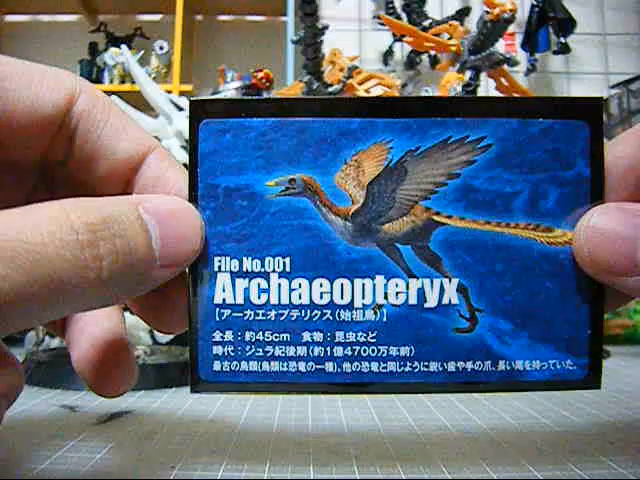 File No.001
Archaeopteryx
【アーカエオプテリクス(始祖鳥)】
全長：約45cm 食物：昆虫など
時代：ジュラ紀後期(約1億4700万年前)
最古の鳥類(鳥類は恐竜の一種)。他の恐竜と同じように鋭い歯や手の爪、長い尾を持っていた。